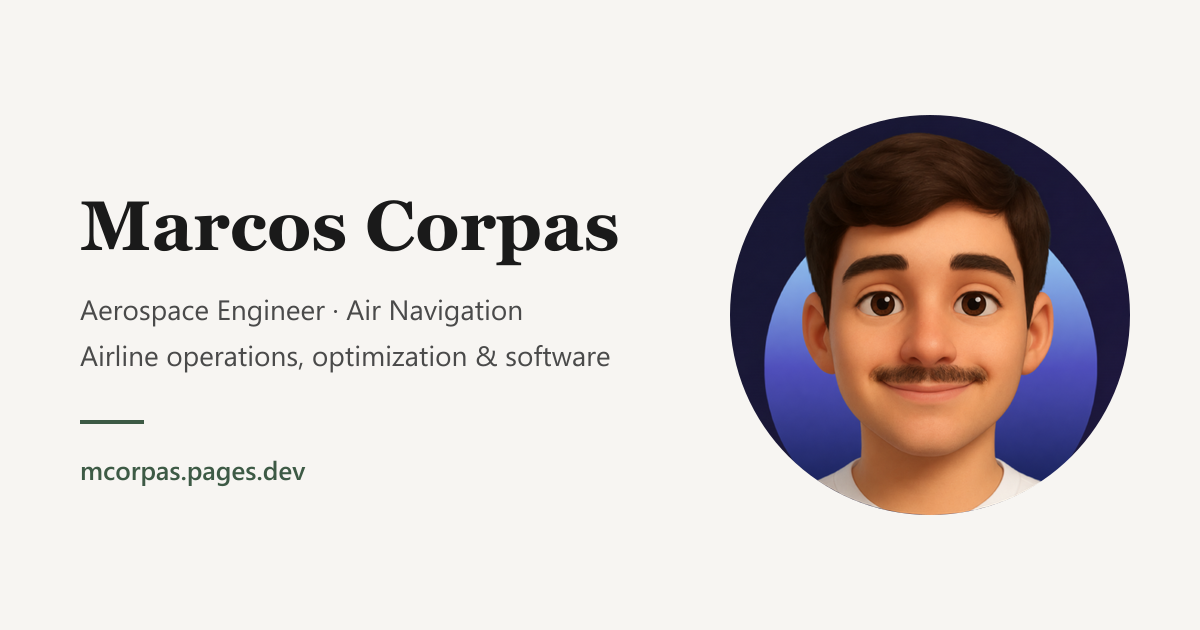 Marcos Corpas
Aerospace Engineer · Air Navigation
Airline operations, optimization & software
mcorpas.pages.dev